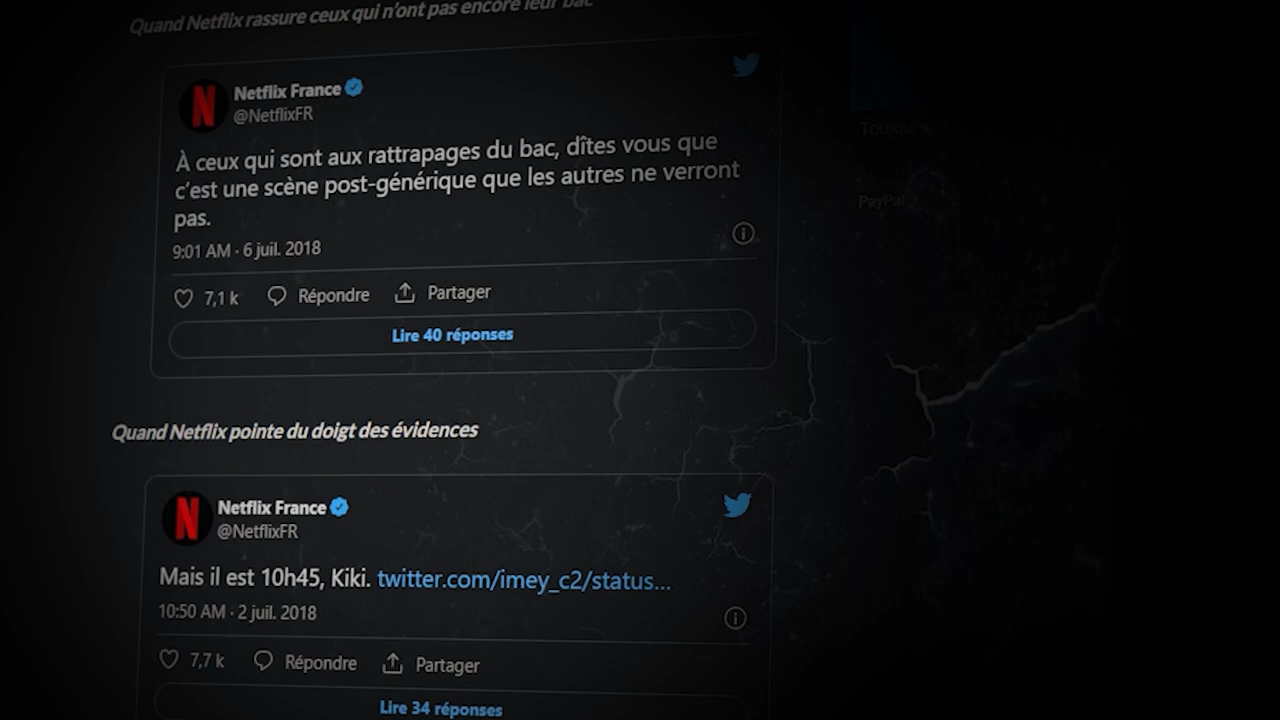 Quand Netflix rassure ceux qui n'ont pas encore leur bac
Netflix France
@NetflixFR
À ceux qui sont aux rattrapages du bac, dîtes vous que
c'est une scène post-générique que les autres ne verront
pas.
9:01 AM · 6 juil. 2018
7,1 k Répondre Partager
Lire 40 réponses
PayPal
Quand Netflix pointe du doigt des évidences
Netflix France
@NetflixFR
Mais il est 10h45, Kiki. twitter.com/imey_c2/status...
10:50 AM · 2 juil. 2018
7,7 k Répondre Partager
Lire 34 réponses